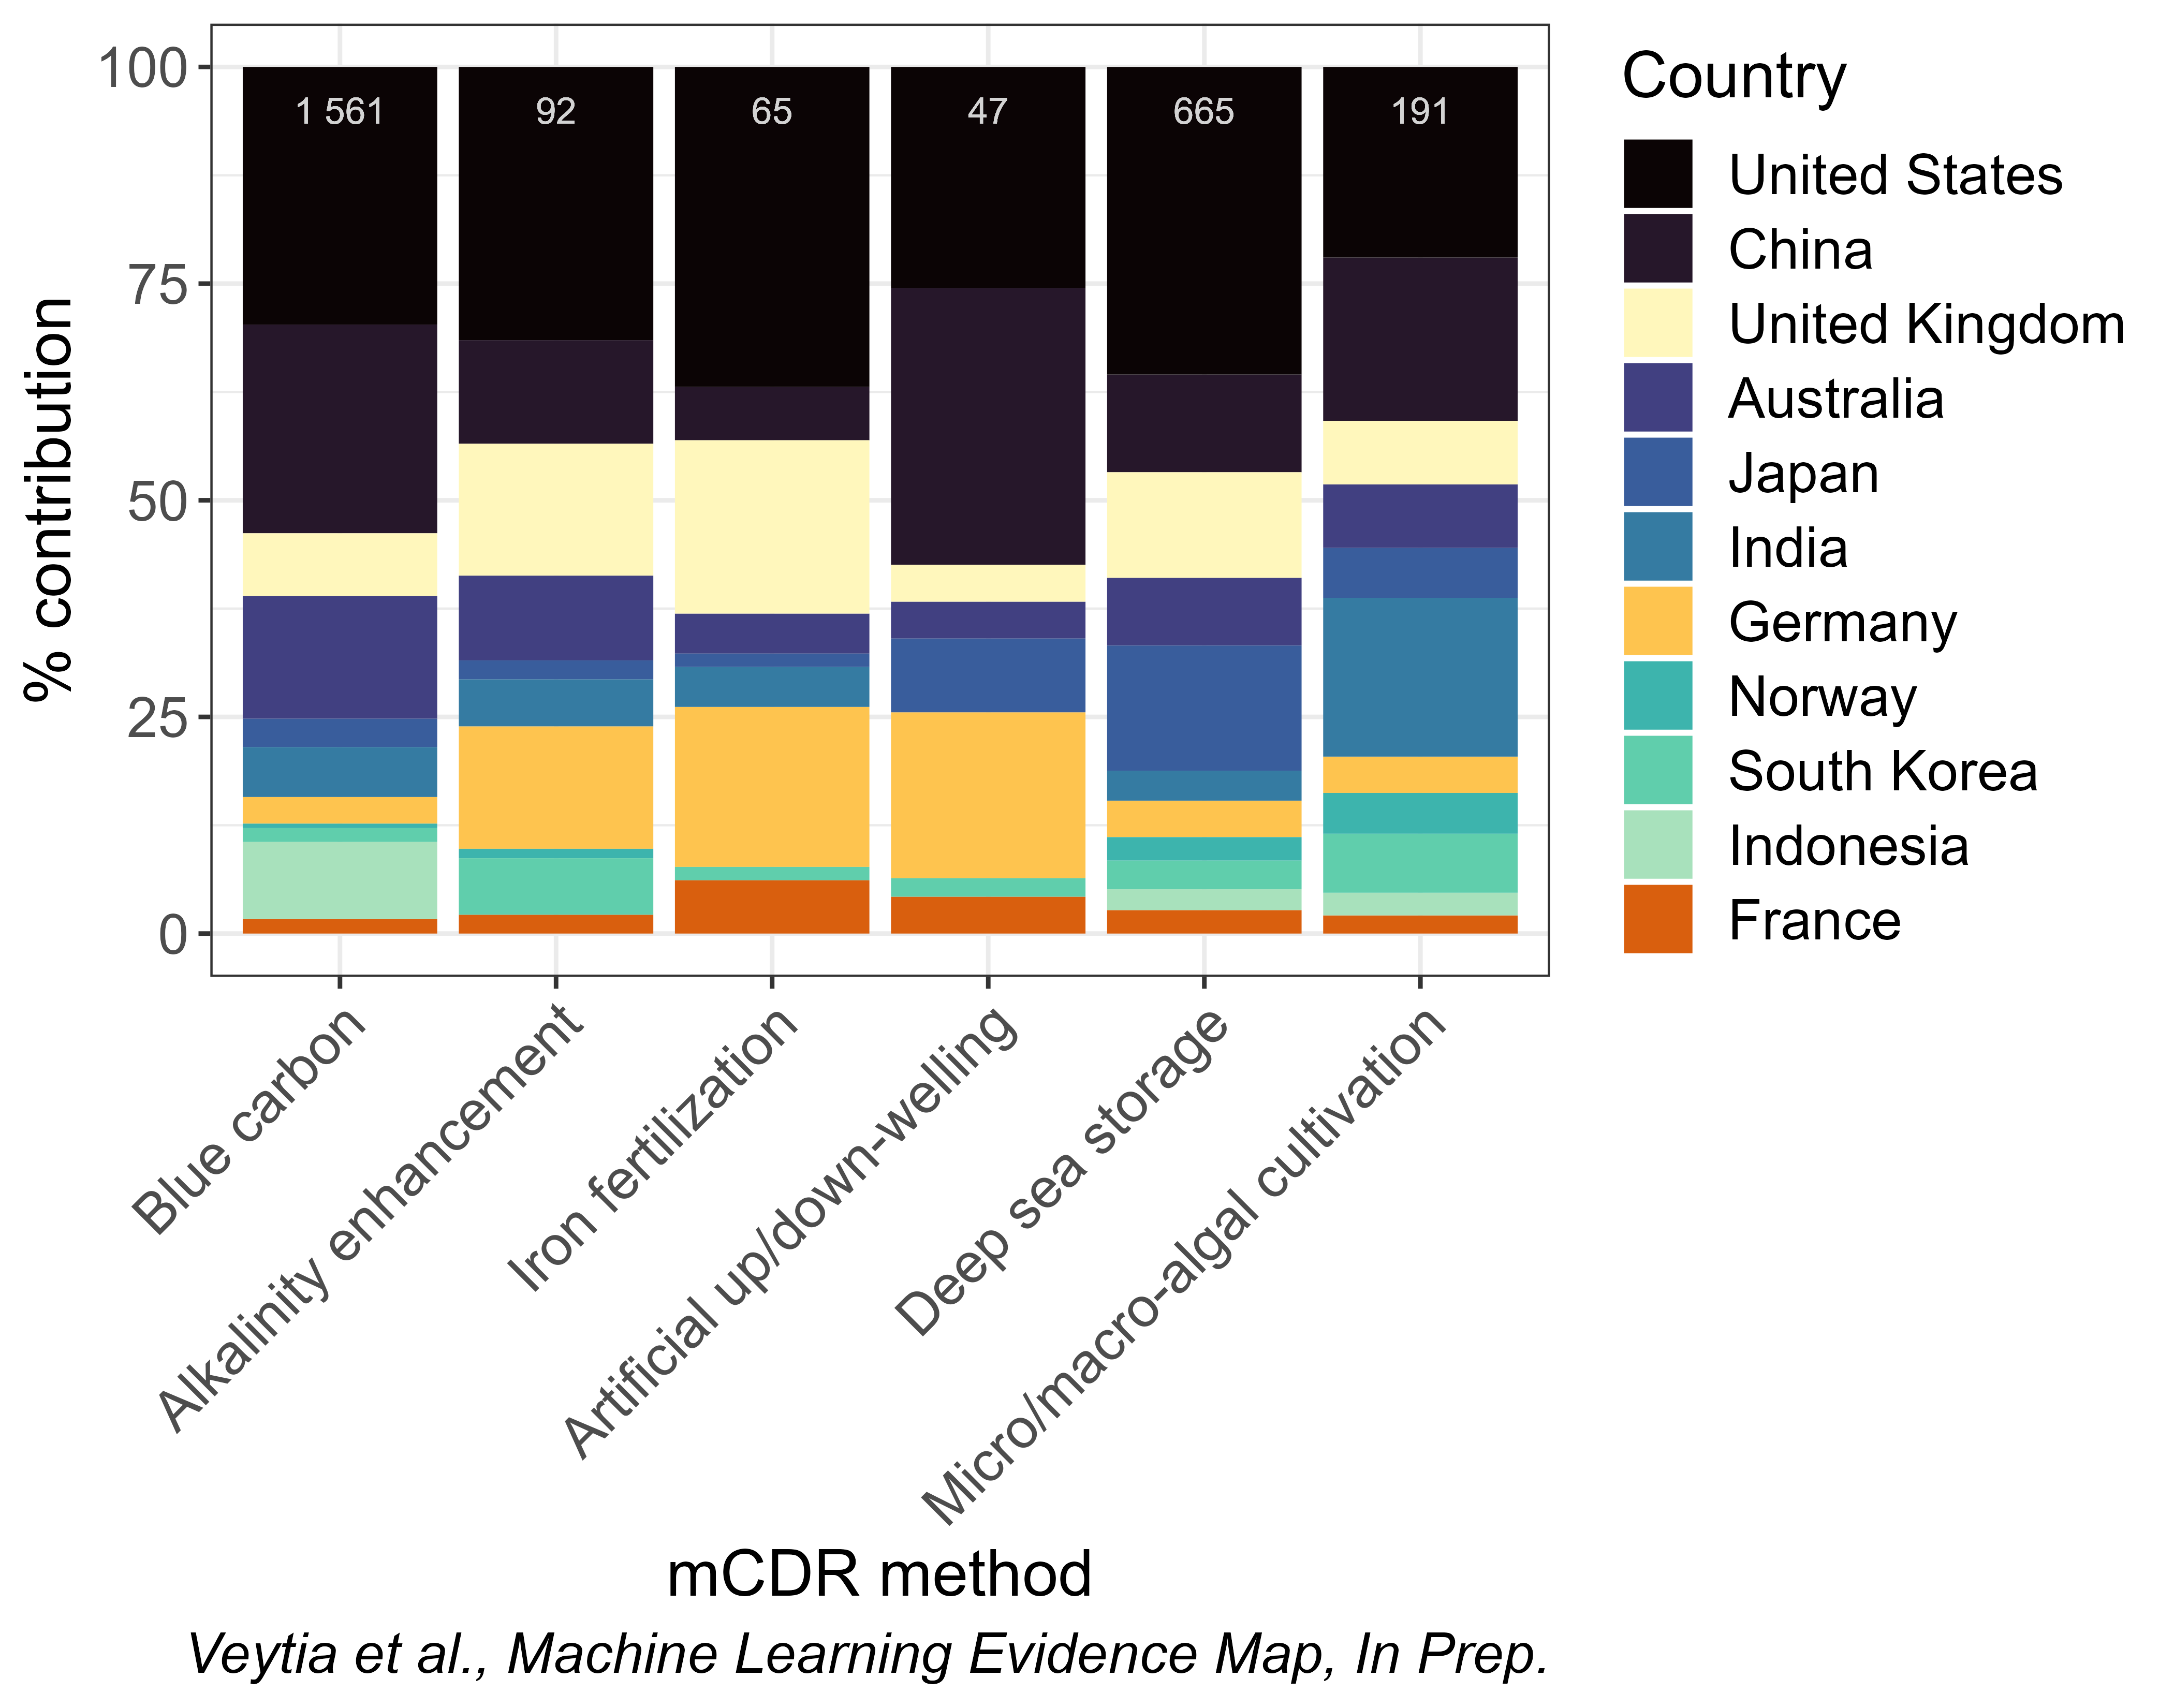 100
75
50
25
0
% contribution
1 561
92
65
47
665
191
Blue carbon
Alkalinity enhancement
Iron fertilization
Artificial up/down-welling
Deep sea storage
Micro/macro-algal cultivation
mCDR method
Veytia et al., Machine Learning Evidence Map, In Prep.
Country
United States
China
United Kingdom
Australia
Japan
India
Germany
Norway
South Korea
Indonesia
France